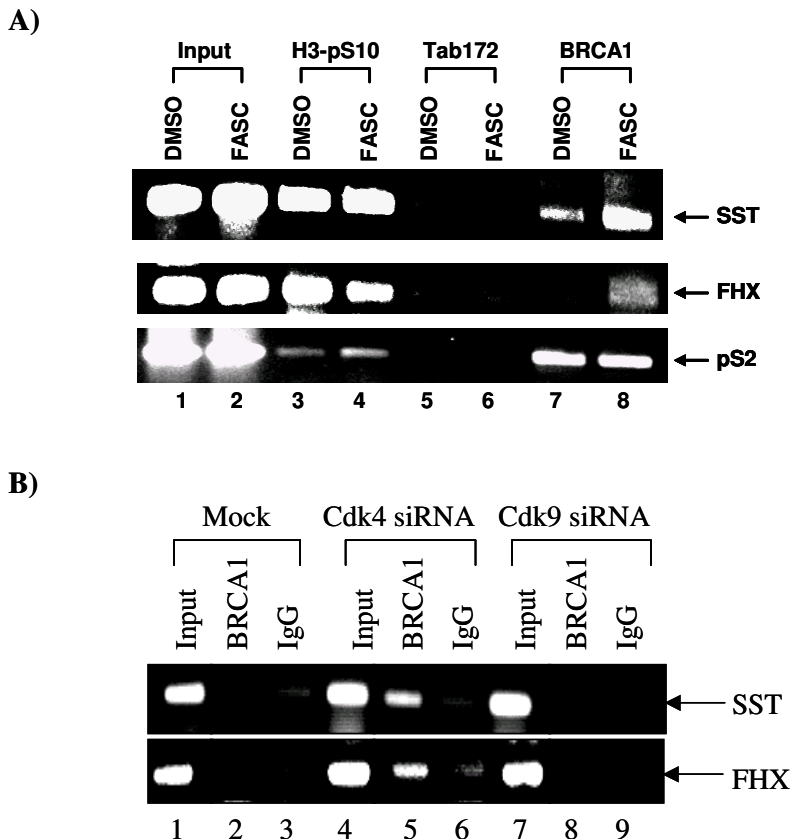 A)
Input H3-pS10 Tab172 BRCA1
DMSO FASC DMSO FASC DMSO FASC DMSO FASC
SST
FHX
pS2
1 2 3 4 5 6 7 8
B)
Mock Cdk4 siRNA Cdk9 siRNA
Input BRCA1 IgG Input BRCA1 IgG Input BRCA1 IgG
SST
FHX
1 2 3 4 5 6 7 8 9